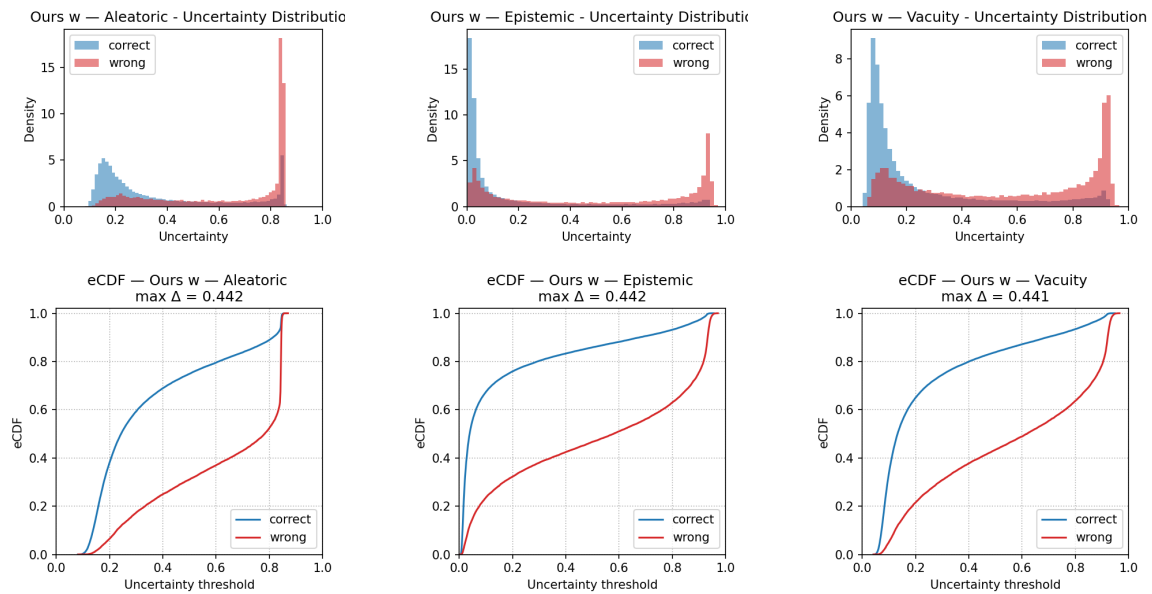 Ours w — Aleatoric - Uncertainty Distributio
correct
wrong
Density
15
10
5
0
0.0 0.2 0.4 0.6 0.8 1.0
Uncertainty
Ours w — Epistemic - Uncertainty Distributio
correct
wrong
Density
15
10
5
0
0.0 0.2 0.4 0.6 0.8 1.0
Uncertainty
Ours w — Vacuity - Uncertainty Distribution
correct
wrong
Density
8
6
4
2
0
0.0 0.2 0.4 0.6 0.8 1.0
Uncertainty
eCDF — Ours w — Aleatoric
max Δ = 0.442
eCDF
1.0
0.8
0.6
0.4
0.2
0.0
correct
wrong
0.0 0.2 0.4 0.6 0.8 1.0
Uncertainty threshold
eCDF — Ours w — Epistemic
max Δ = 0.442
eCDF
1.0
0.8
0.6
0.4
0.2
0.0
correct
wrong
0.0 0.2 0.4 0.6 0.8 1.0
Uncertainty threshold
eCDF — Ours w — Vacuity
max Δ = 0.441
eCDF
1.0
0.8
0.6
0.4
0.2
0.0
correct
wrong
0.0 0.2 0.4 0.6 0.8 1.0
Uncertainty threshold